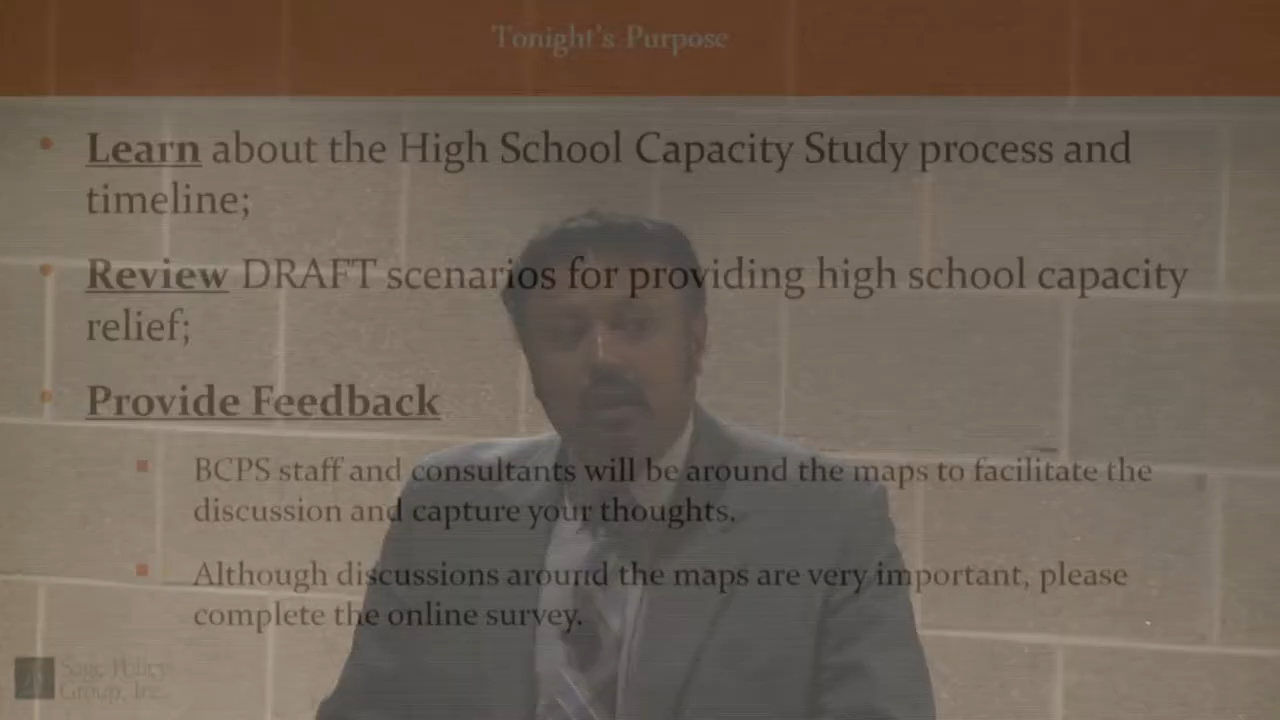 Tonight's Purpose
• Learn about the High School Capacity Study process and
timeline;
• Review DRAFT scenarios for providing high school capacity
relief;
• Provide Feedback
▪ BCPS staff and consultants will be around the maps to facilitate the
discussion and capture your thoughts.
▪ Although discussions around the maps are very important, please
complete the online survey.
Sage Policy
Group, Inc.